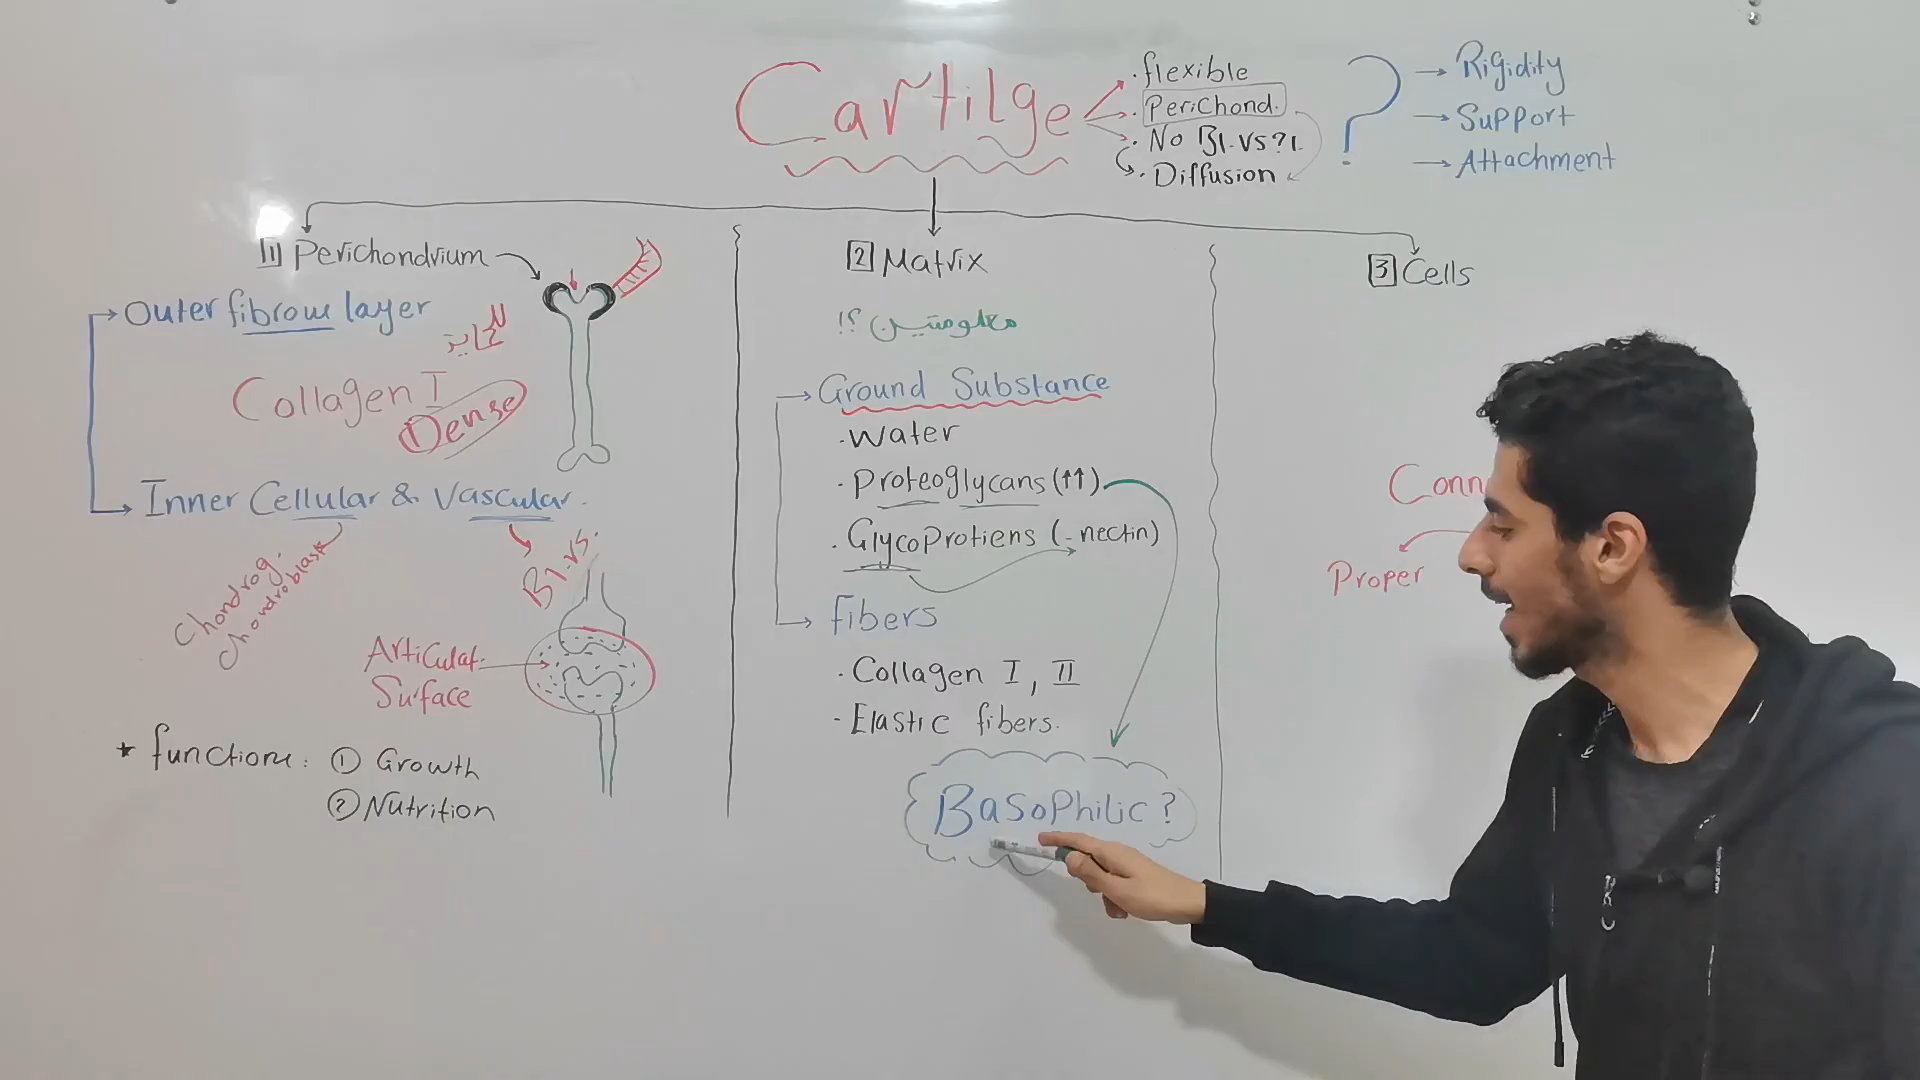 Cartilge
. flexible
. Perichond.
. No Bl.vs?!.
. Diffusion
?
→ Rigidity
→ Support
→ Attachment
1 Perichondrium
Outer fibrous layer
Collagen I
Dense
Inner Cellular & Vascular.
Chondrog.
chondroblast
Bl.vs.
Articulat.
Surface
* functions: ① Growth
② Nutrition
2 Matrix
معلومتين ؟!
Ground Substance
. Water
. Proteoglycans (↑↑)
. GlycoProtiens (- nectin)
fibers
. Collagen I, II
- Elastic fibers.
BasoPhilic ?
3 Cells
Conn
Proper